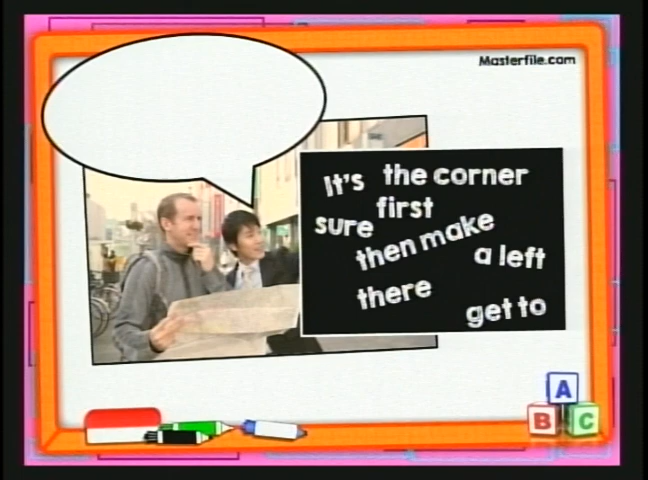 Masterfile.com
It's the corner
first
sure
then make
a left
there
get to
A
B C